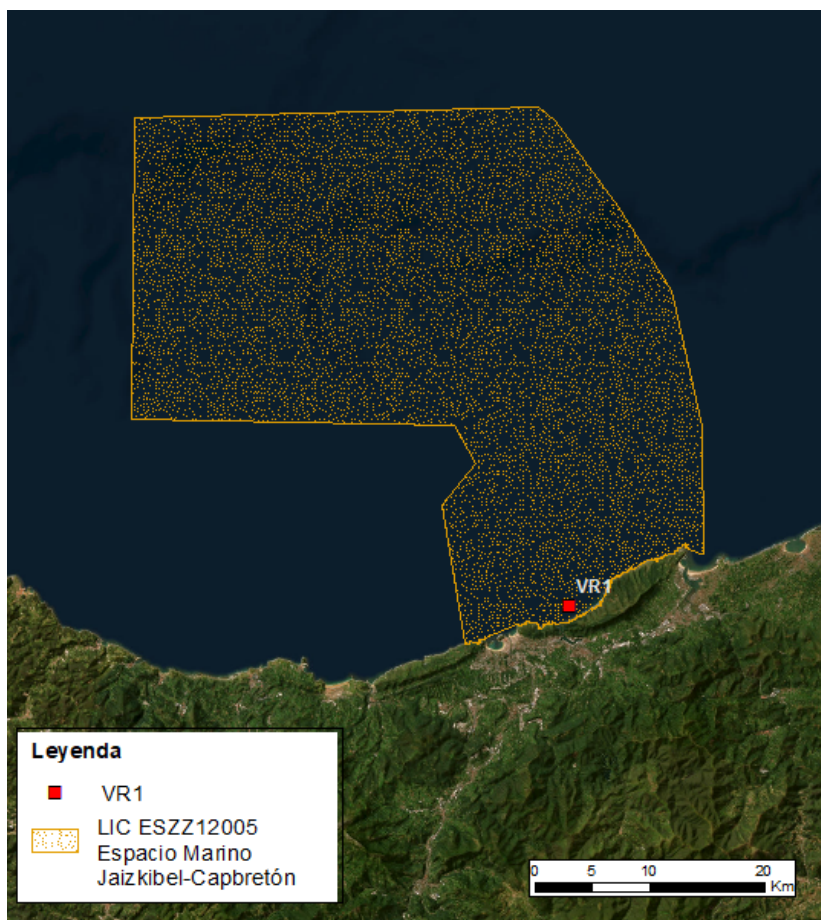 VR1
Leyenda
VR1
LIC ESZZ12005
Espacio Marino
Jaizkibel-Capbretón
0 5 10 20
Km